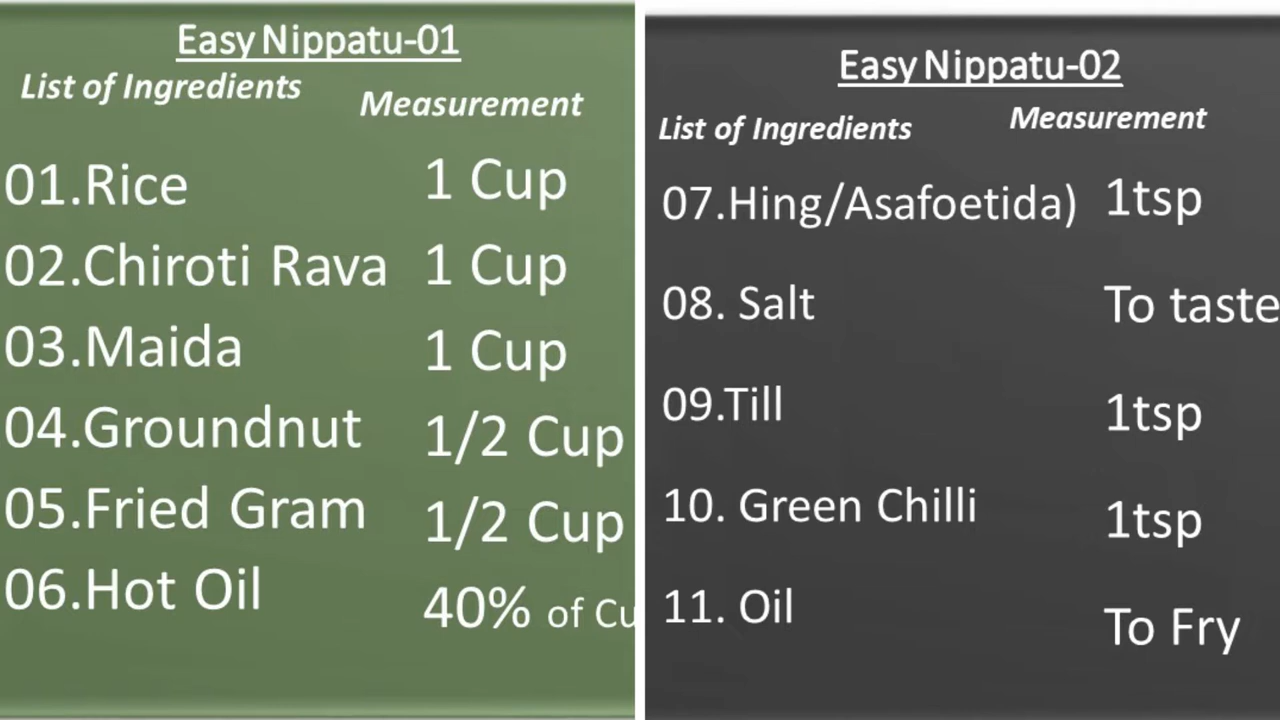 Easy Nippatu-01
List of Ingredients Measurement
01.Rice 1 Cup
02.Chiroti Rava 1 Cup
03.Maida 1 Cup
04.Groundnut 1/2 Cup
05.Fried Gram 1/2 Cup
06.Hot Oil 40% of Cu
Easy Nippatu-02
List of Ingredients Measurement
07.Hing/Asafoetida) 1tsp
08. Salt To taste
09.Till 1tsp
10. Green Chilli 1tsp
11. Oil To Fry